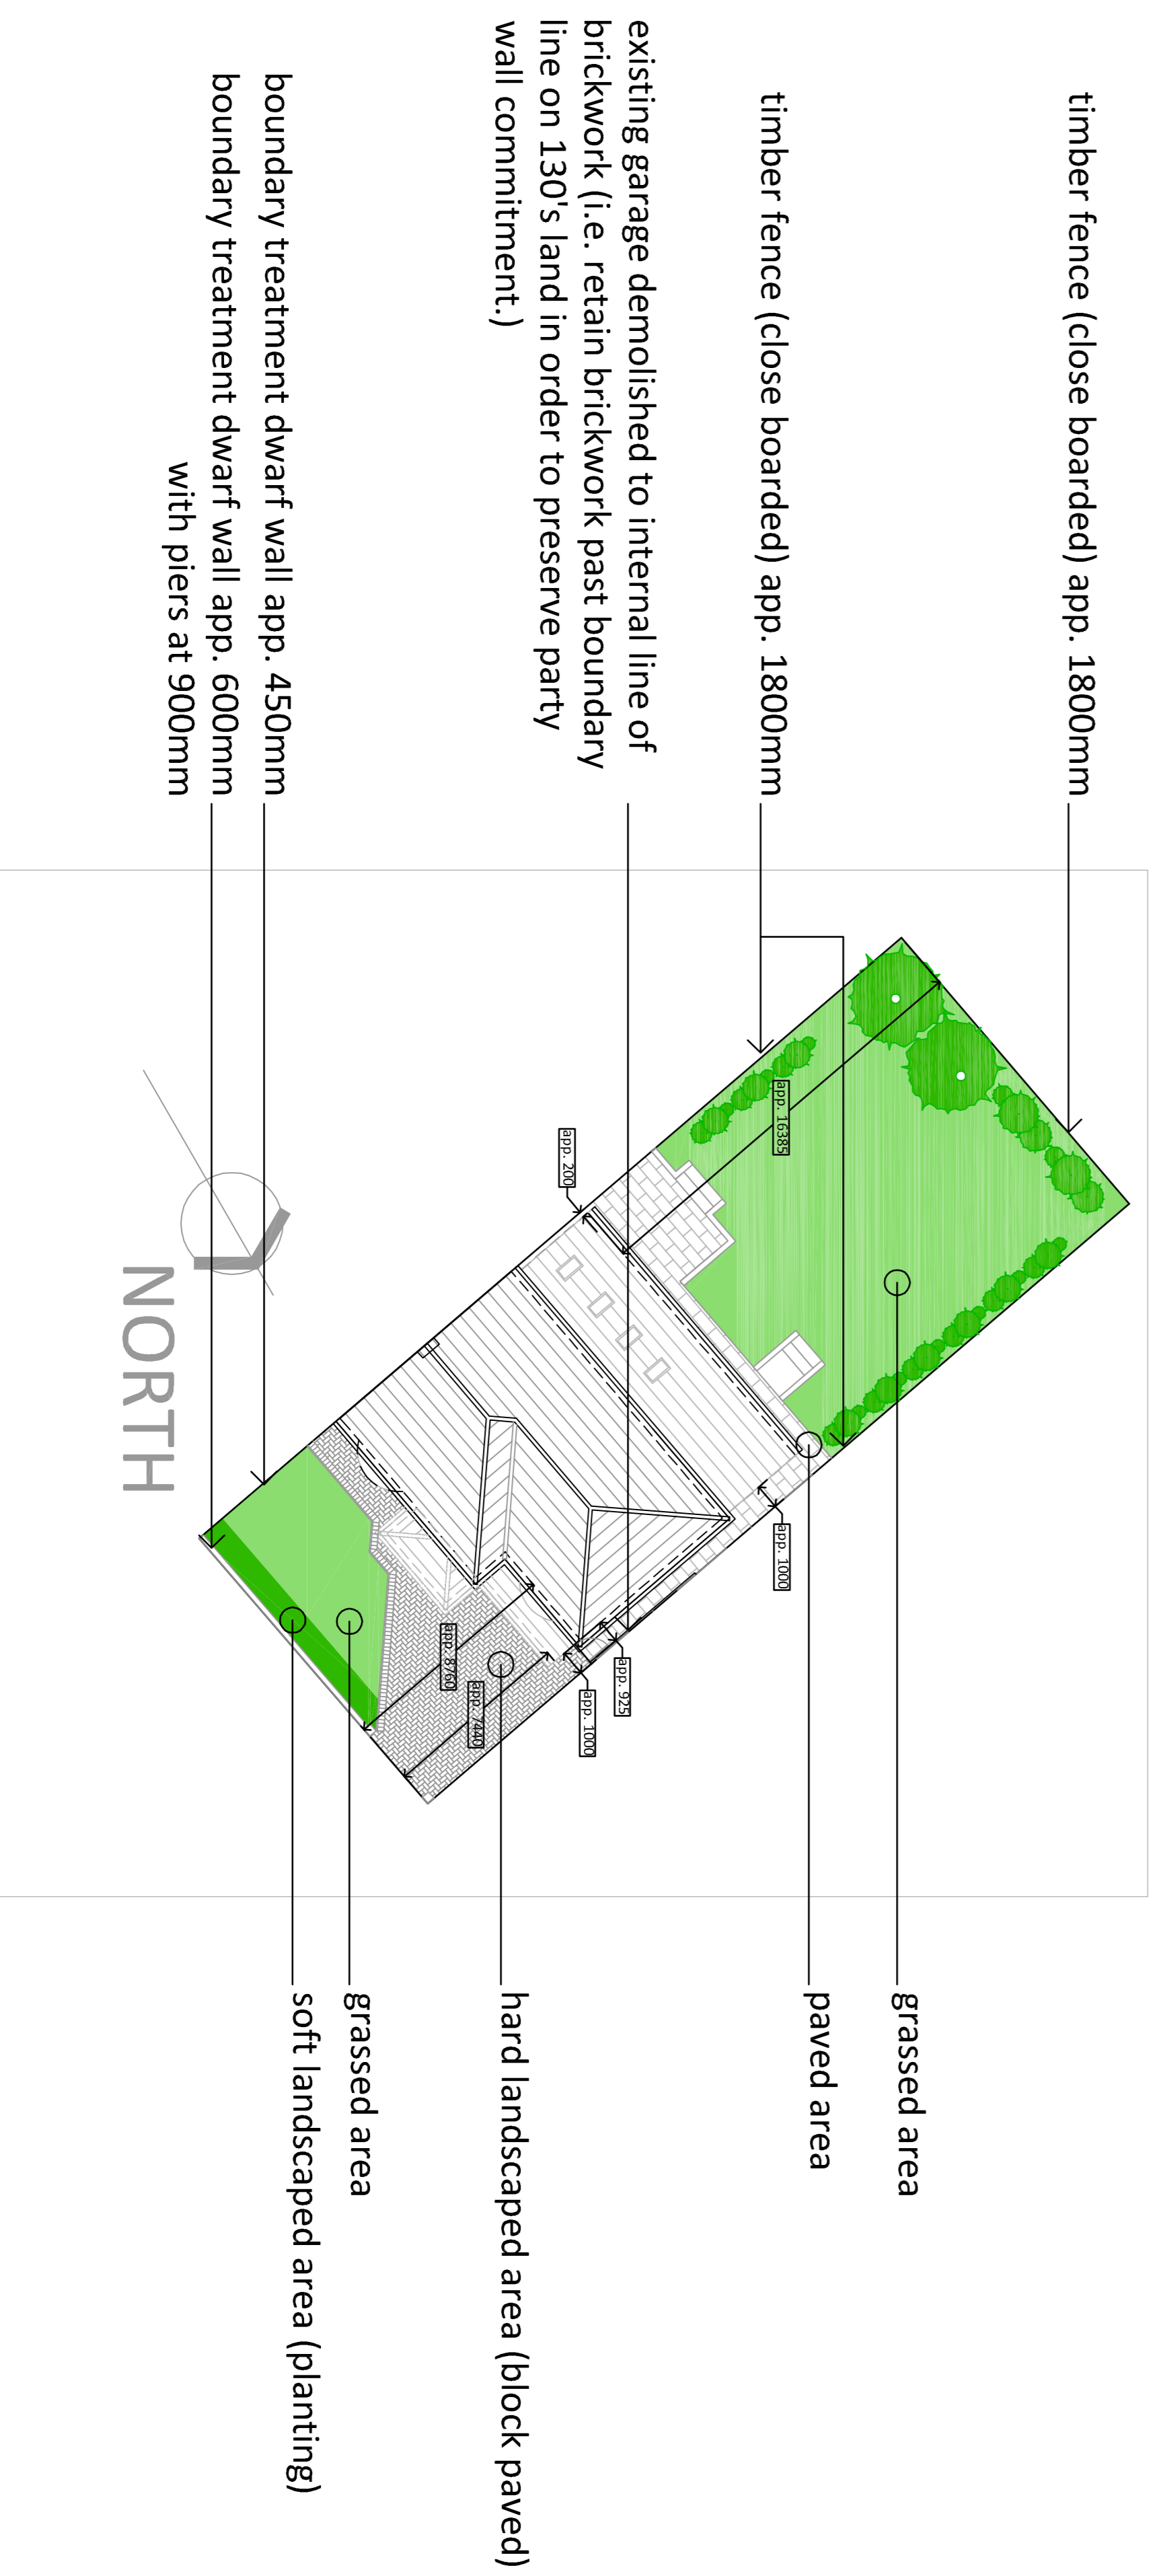 timber fence (close boarded) app. 1800mm
timber fence (close boarded) app. 1800mm
existing garage demolished to internal line of
brickwork (i.e. retain brickwork past boundary
line on 130's land in order to preserve party
wall commitment.)
boundary treatment dwarf wall app. 450mm
boundary treatment dwarf wall app. 600mm
with piers at 900mm
app. 16385
app. 200
app. 1000
app. 925
app. 1000
app. 8760
app. 7440
NORTH
grassed area
paved area
hard landscaped area (block paved)
grassed area
soft landscaped area (planting)